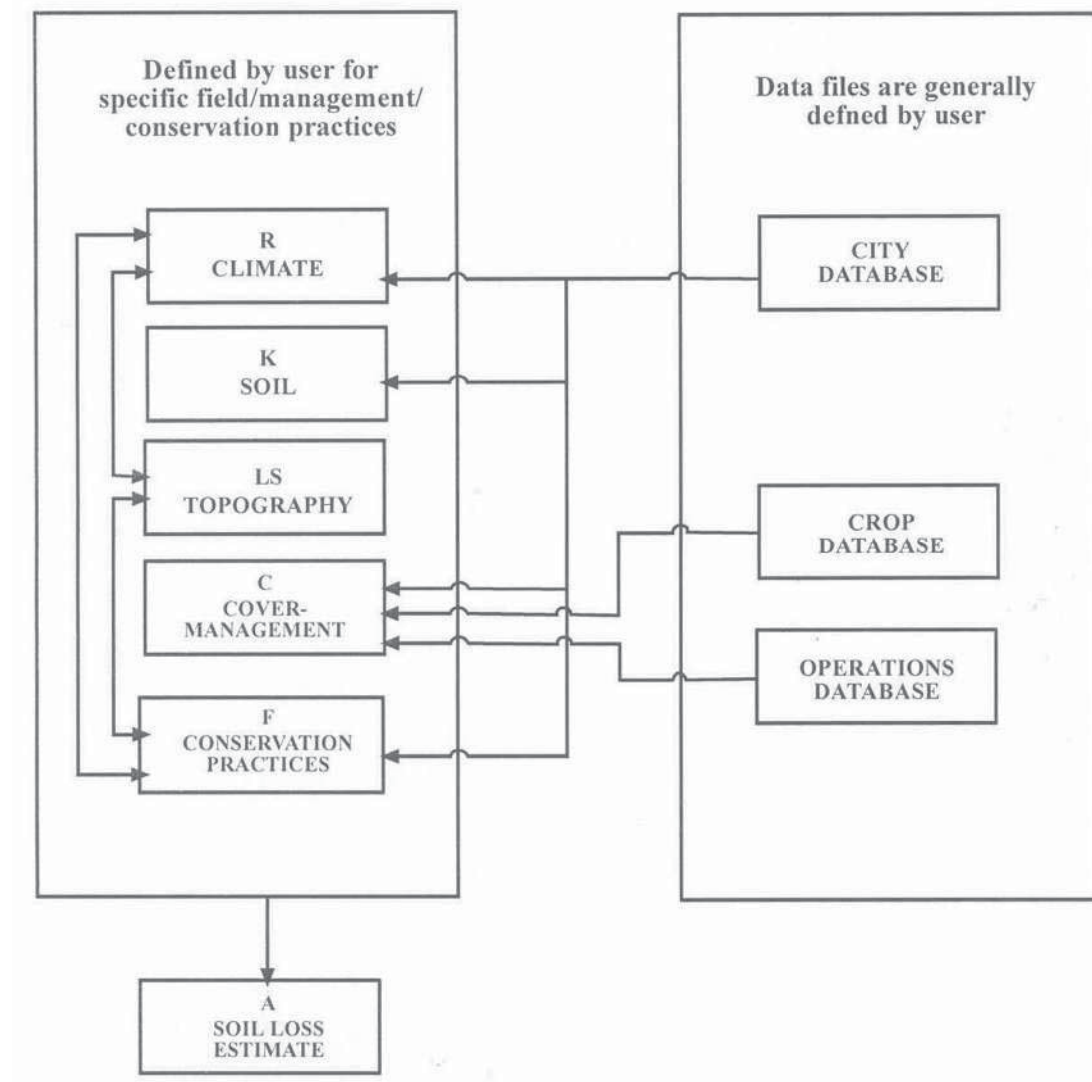 Defined by user for
specific field/management/
conservation practices
R
CLIMATE
K
SOIL
LS
TOPOGRAPHY
C
COVER-
MANAGEMENT
F
CONSERVATION
PRACTICES
A
SOIL LOSS
ESTIMATE
Data files are generally
defned by user
CITY
DATABASE
CROP
DATABASE
OPERATIONS
DATABASE